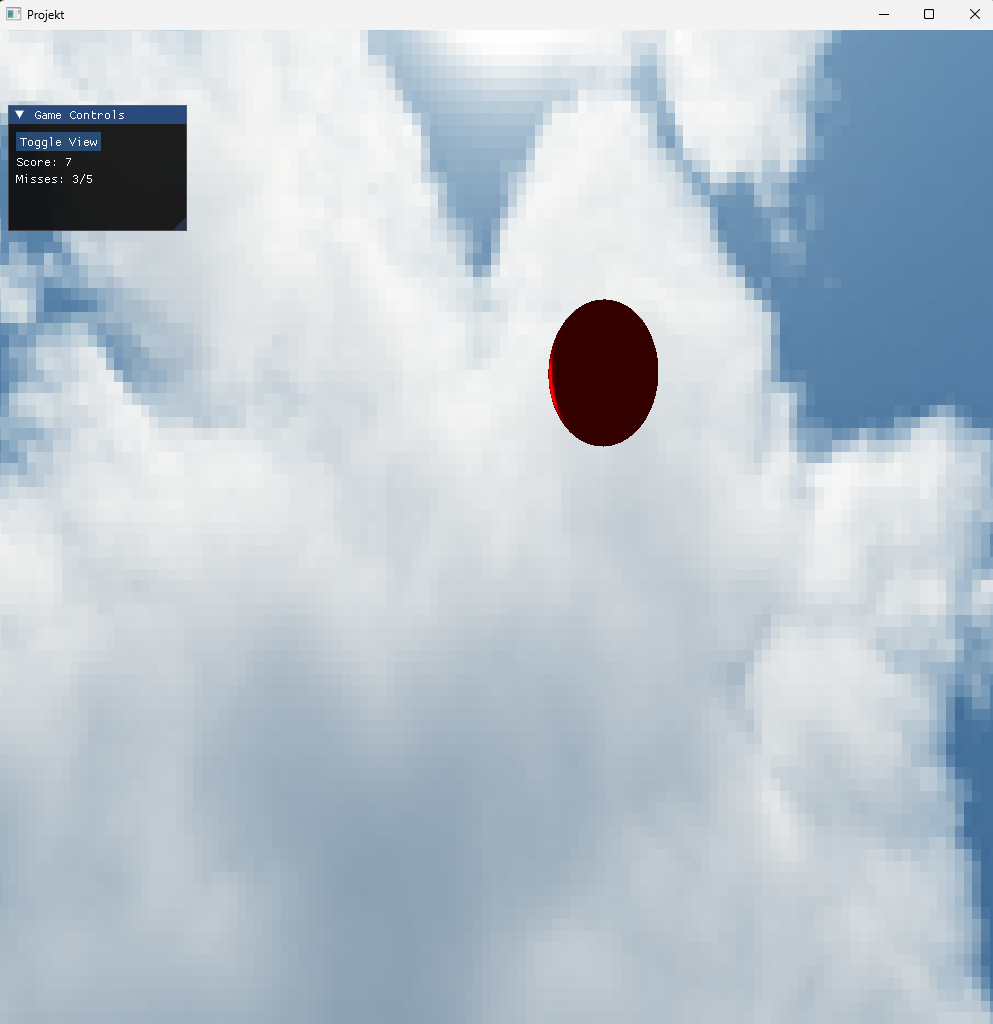 Projekt
Game Controls
Toggle View
Score: 7
Misses: 3/5